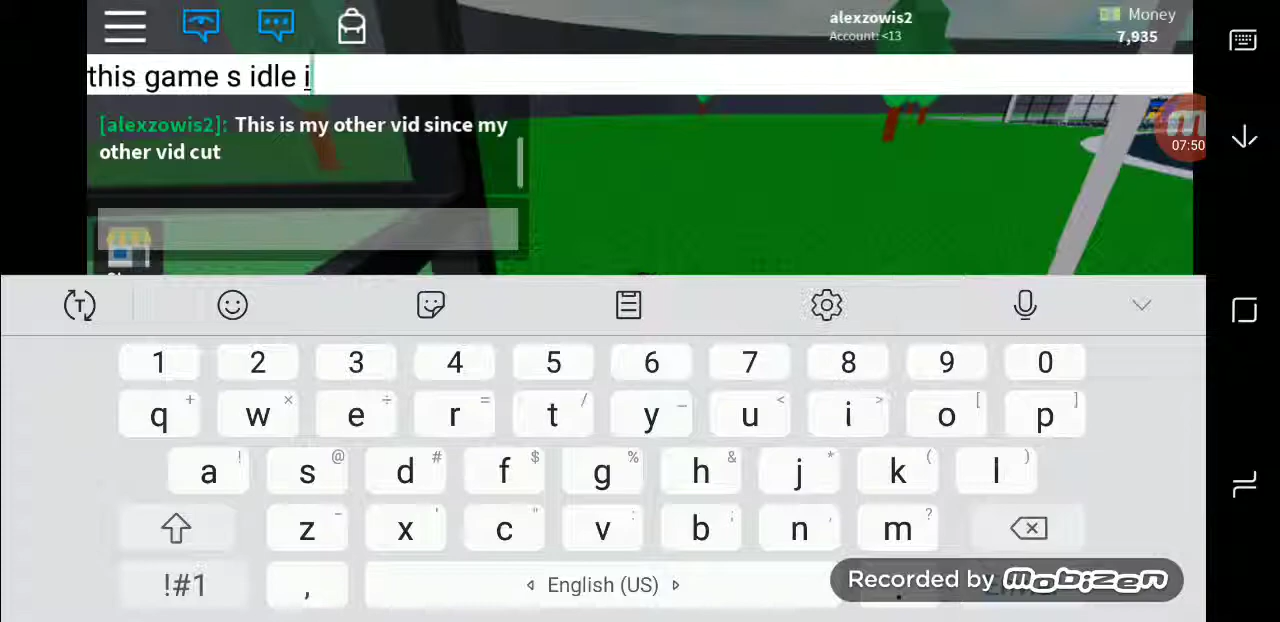 alexzowis2
Account: <13
Money
7,935
this game s idle i
[alexzowis2]: This is my other vid since my
other vid cut
07:50
1 2 3 4 5 6 7 8 9 0
q + w × e ÷ r = t / y _ u < i > o [ p ]
a ! s @ d # f $ g % h & j * k ( l )
z - x ' c " v : b ; n , m ?
!#1 , English (US) .
Recorded by mobizen